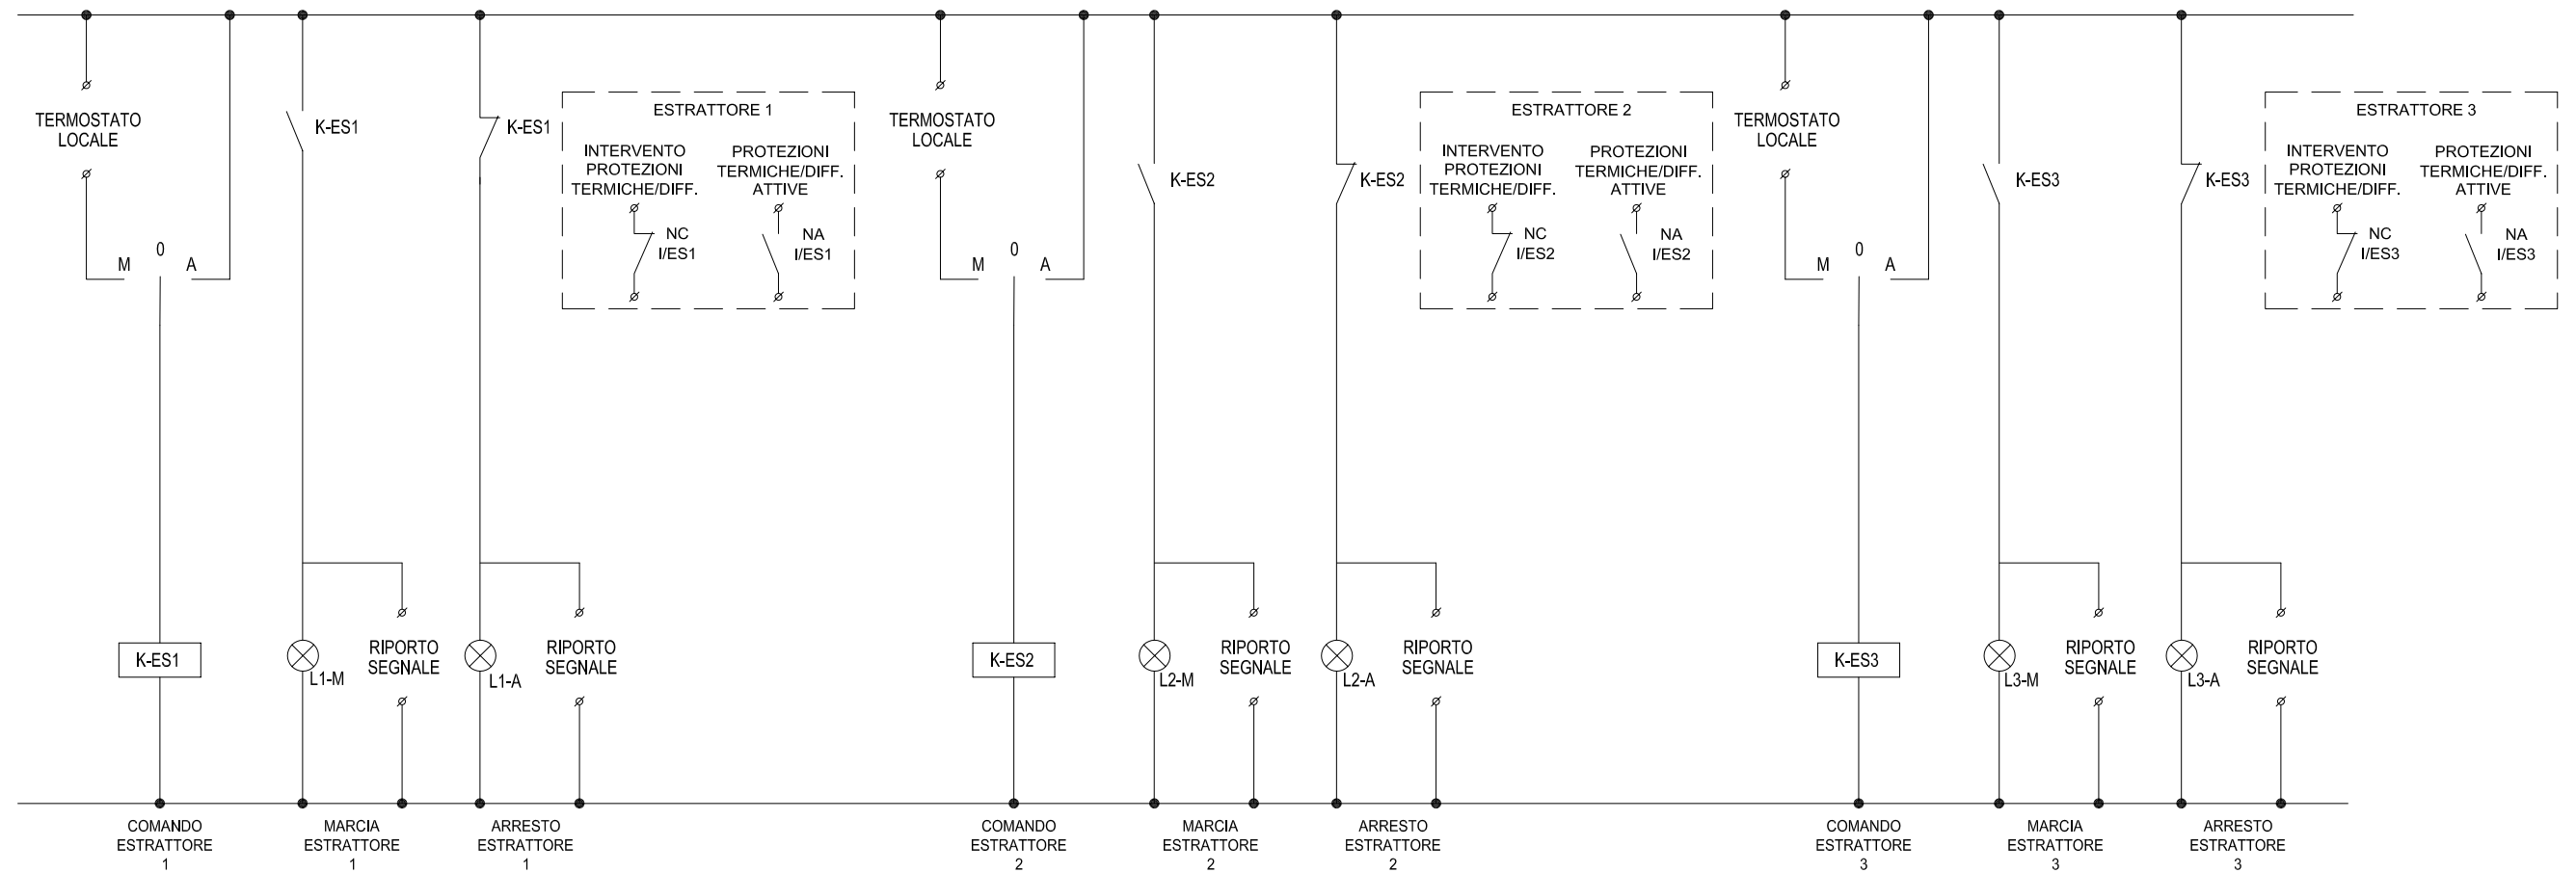 TERMOSTATO
LOCALE
M
0
A
K-ES1
K-ES1
ESTRATTORE 1
INTERVENTO
PROTEZIONI
TERMICHE/DIFF.
NC
I/ES1
PROTEZIONI
TERMICHE/DIFF.
ATTIVE
NA
I/ES1
K-ES1
L1-M
RIPORTO
SEGNALE
L1-A
RIPORTO
SEGNALE
COMANDO
ESTRATTORE
1
MARCIA
ESTRATTORE
1
ARRESTO
ESTRATTORE
1
TERMOSTATO
LOCALE
M
0
A
K-ES2
K-ES2
ESTRATTORE 2
INTERVENTO
PROTEZIONI
TERMICHE/DIFF.
NC
I/ES2
PROTEZIONI
TERMICHE/DIFF.
ATTIVE
NA
I/ES2
K-ES2
L2-M
RIPORTO
SEGNALE
L2-A
RIPORTO
SEGNALE
COMANDO
ESTRATTORE
2
MARCIA
ESTRATTORE
2
ARRESTO
ESTRATTORE
2
TERMOSTATO
LOCALE
M
0
A
K-ES3
K-ES3
ESTRATTORE 3
INTERVENTO
PROTEZIONI
TERMICHE/DIFF.
NC
I/ES3
PROTEZIONI
TERMICHE/DIFF.
ATTIVE
NA
I/ES3
K-ES3
L3-M
RIPORTO
SEGNALE
L3-A
RIPORTO
SEGNALE
COMANDO
ESTRATTORE
3
MARCIA
ESTRATTORE
3
ARRESTO
ESTRATTORE
3